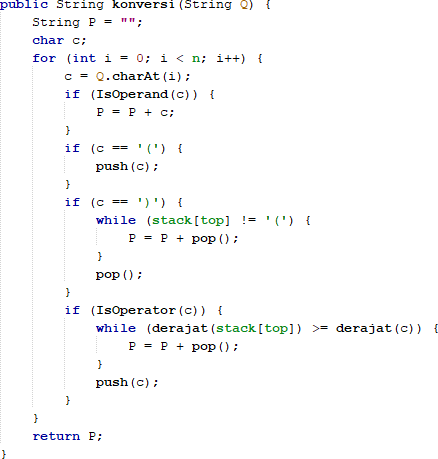 public String konversi(String Q) {
    String P = "";
    char c;
    for (int i = 0; i < n; i++) {
        c = Q.charAt(i);
        if (IsOperand(c)) {
            P = P + c;
        }
        if (c == '(') {
            push(c);
        }
        if (c == ')') {
            while (stack[top] != '(') {
                P = P + pop();
            }
            pop();
        }
        if (IsOperator(c)) {
            while (derajat(stack[top]) >= derajat(c)) {
                P = P + pop();
            }
            push(c);
        }
    }
    return P;
}